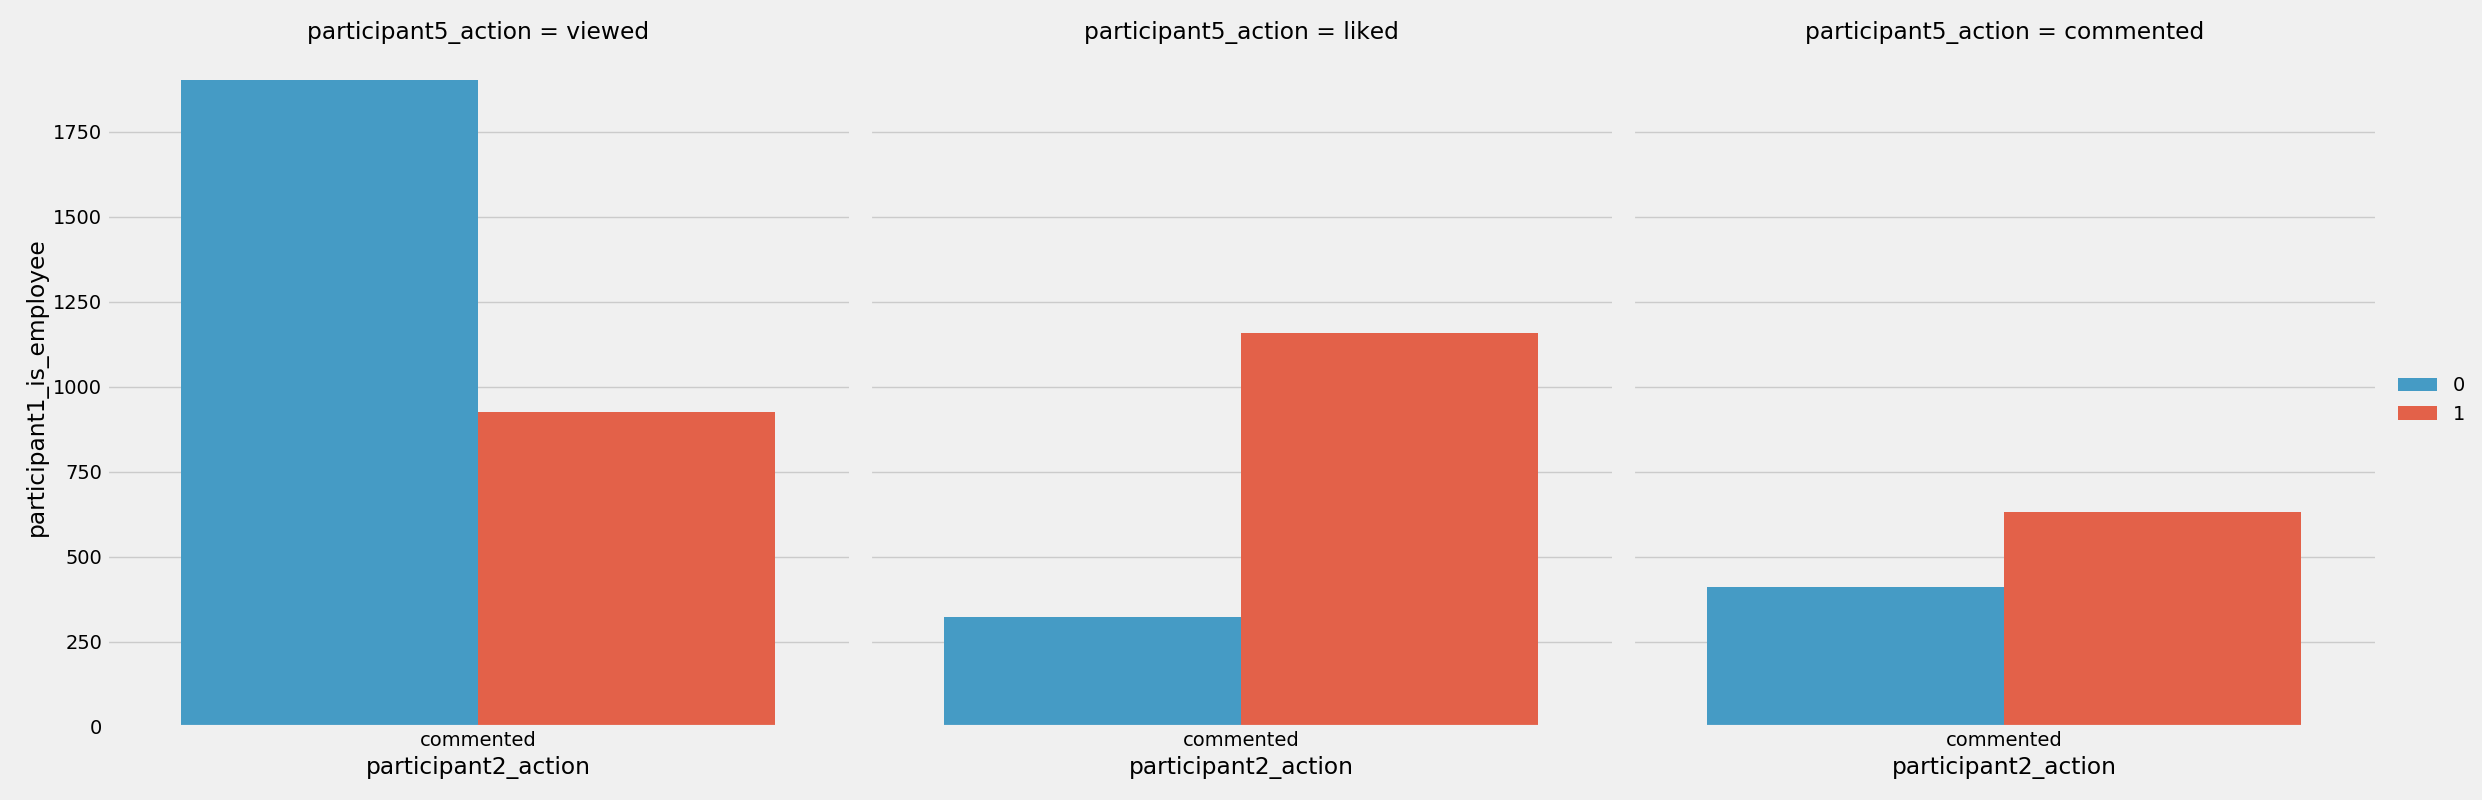 participant5_action = viewed
participant5_action = liked
participant5_action = commented
participant1_is_employee
1750
1500
1250
1000
750
500
250
0
commented
commented
commented
participant2_action
participant2_action
participant2_action
0
1